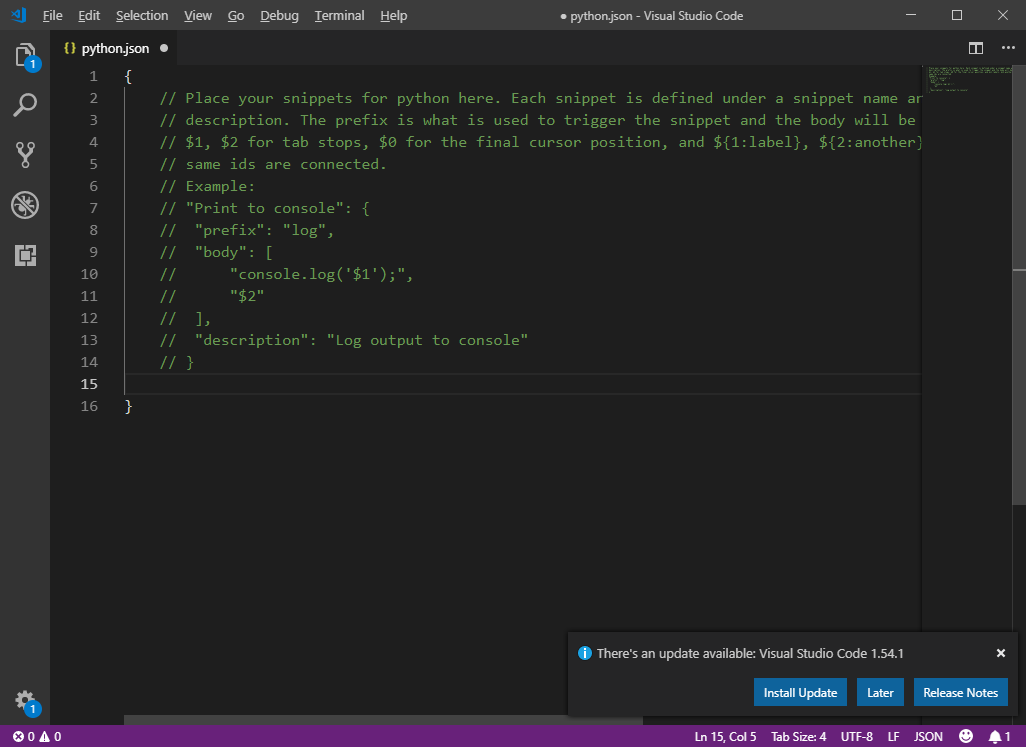 File Edit Selection View Go Debug Terminal Help ● python.json - Visual Studio Code
1
{} python.json ●
1 {
2 // Place your snippets for python here. Each snippet is defined under a snippet name an
3 // description. The prefix is what is used to trigger the snippet and the body will be
4 // $1, $2 for tab stops, $0 for the final cursor position, and ${1:label}, ${2:another}
5 // same ids are connected.
6 // Example:
7 // "Print to console": {
8 //  "prefix": "log",
9 //  "body": [
10 //      "console.log('$1');",
11 //      "$2"
12 //  ],
13 //  "description": "Log output to console"
14 // }
15
16 }
There's an update available: Visual Studio Code 1.54.1
Install Update Later Release Notes
1
0 0 Ln 15, Col 5 Tab Size: 4 UTF-8 LF JSON 1